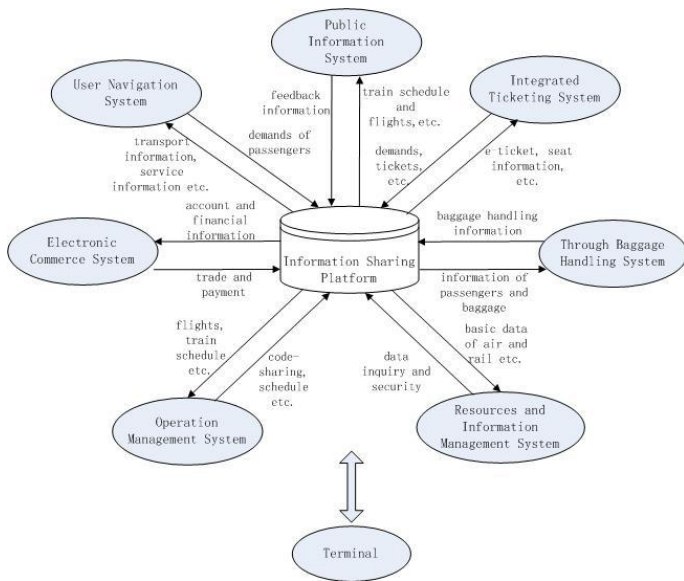 Public
Information
System
User Navigation
System
Integrated
Ticketing System
feedback
information
train schedule
and
flights,etc.
demands of
passengers
transport
information,
service
information etc.
demands,
tickets,
etc.
e-ticket, seat
information,
etc.
account and
financial
information
baggage handling
information
Electronic
Commerce System
Information Sharing
Platform
Through Baggage
Handling System
trade and
payment
information of
passengers and
baggage
flights,
train
schedule
etc.
code-
sharing,
schedule
etc.
data
inquiry and
security
basic data
of air and
rail etc.
Operation
Management System
Resources and
Information
Management System
Terminal